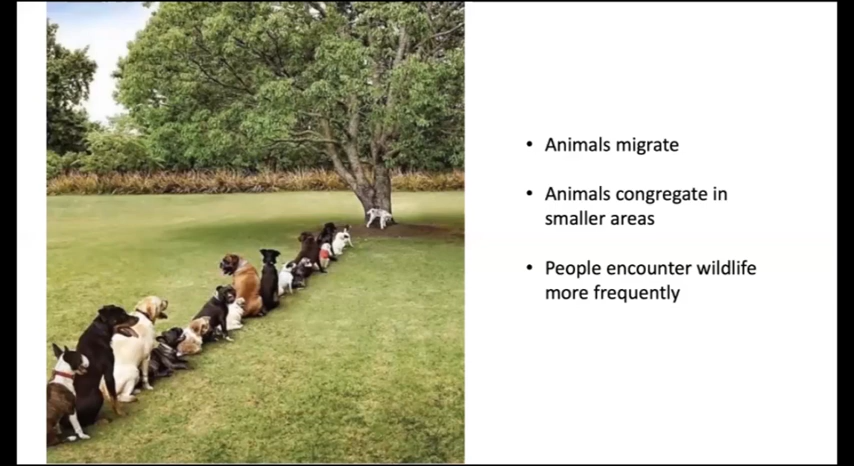 • Animals migrate
• Animals congregate in
smaller areas
• People encounter wildlife
more frequently